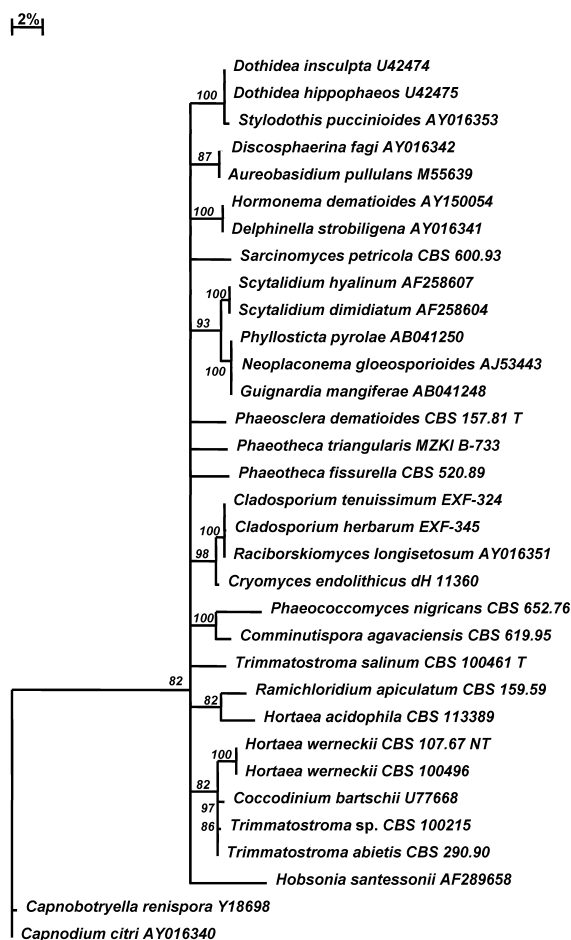 2%
Dothidea insculpta U42474
100
Dothidea hippophaeos U42475
Stylodothis puccinioides AY016353
Discosphaerina fagi AY016342
87
Aureobasidium pullulans M55639
Hormonema dematioides AY150054
100
Delphinella strobiligena AY016341
Sarcinomyces petricola CBS 600.93
Scytalidium hyalinum AF258607
100
Scytalidium dimidiatum AF258604
93
Phyllosticta pyrolae AB041250
Neoplaconema gloeosporioides AJ53443
100
Guignardia mangiferae AB041248
Phaeosclera dematioides CBS 157.81 T
Phaeotheca triangularis MZKI B-733
Phaeotheca fissurella CBS 520.89
Cladosporium tenuissimum EXF-324
100
Cladosporium herbarum EXF-345
98
Raciborskiomyces longisetosum AY016351
Cryomyces endolithicus dH 11360
Phaeococcomyces nigricans CBS 652.76
100
Comminutispora agavaciensis CBS 619.95
Trimmatostroma salinum CBS 100461 T
82
Ramichloridium apiculatum CBS 159.59
82
Hortaea acidophila CBS 113389
Hortaea werneckii CBS 107.67 NT
100
Hortaea werneckii CBS 100496
82
Coccodinium bartschii U77668
97
Trimmatostroma sp. CBS 100215
86
Trimmatostroma abietis CBS 290.90
Hobsonia santessonii AF289658
Capnobotryella renispora Y18698
Capnodium citri AY016340